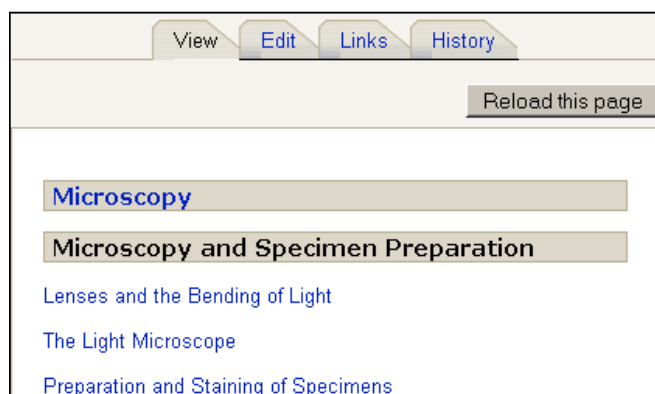 View Edit Links History
Reload this page
Microscopy
Microscopy and Specimen Preparation
Lenses and the Bending of Light
The Light Microscope
Preparation and Staining of Specimens